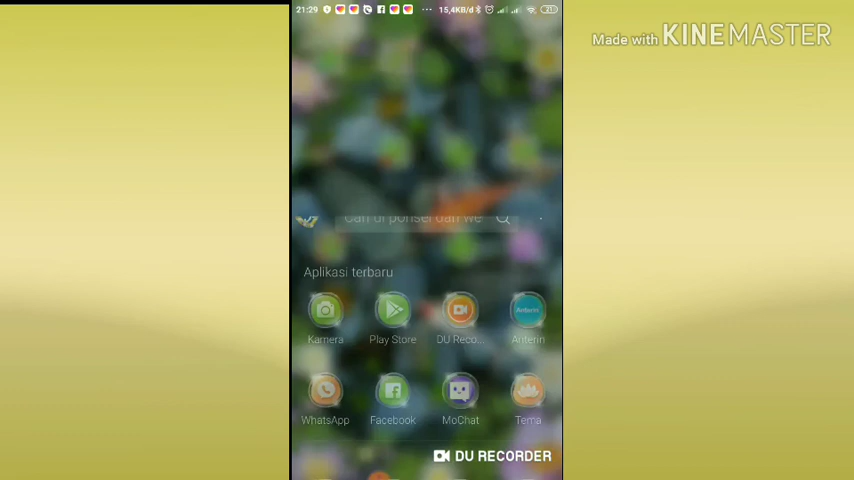 21:29 15,4KB/d 21
Made with KINEMASTER
Cari di ponsel dan we
Aplikasi terbaru
Kamera Play Store DU Reco... Anterin
WhatsApp Facebook MoChat Tema
DU RECORDER